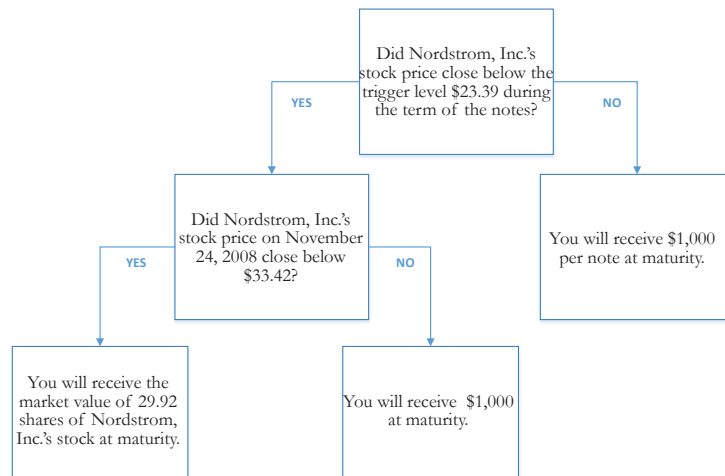 Did Nordstrom, Inc.'s
stock price close below the
trigger level $23.39 during
the term of the notes?
YES
NO
Did Nordstrom, Inc.'s
stock price on November
24, 2008 close below
$33.42?
You will receive $1,000
per note at maturity.
YES
NO
You will receive the
market value of 29.92
shares of Nordstrom,
Inc.'s stock at maturity.
You will receive $1,000
at maturity.